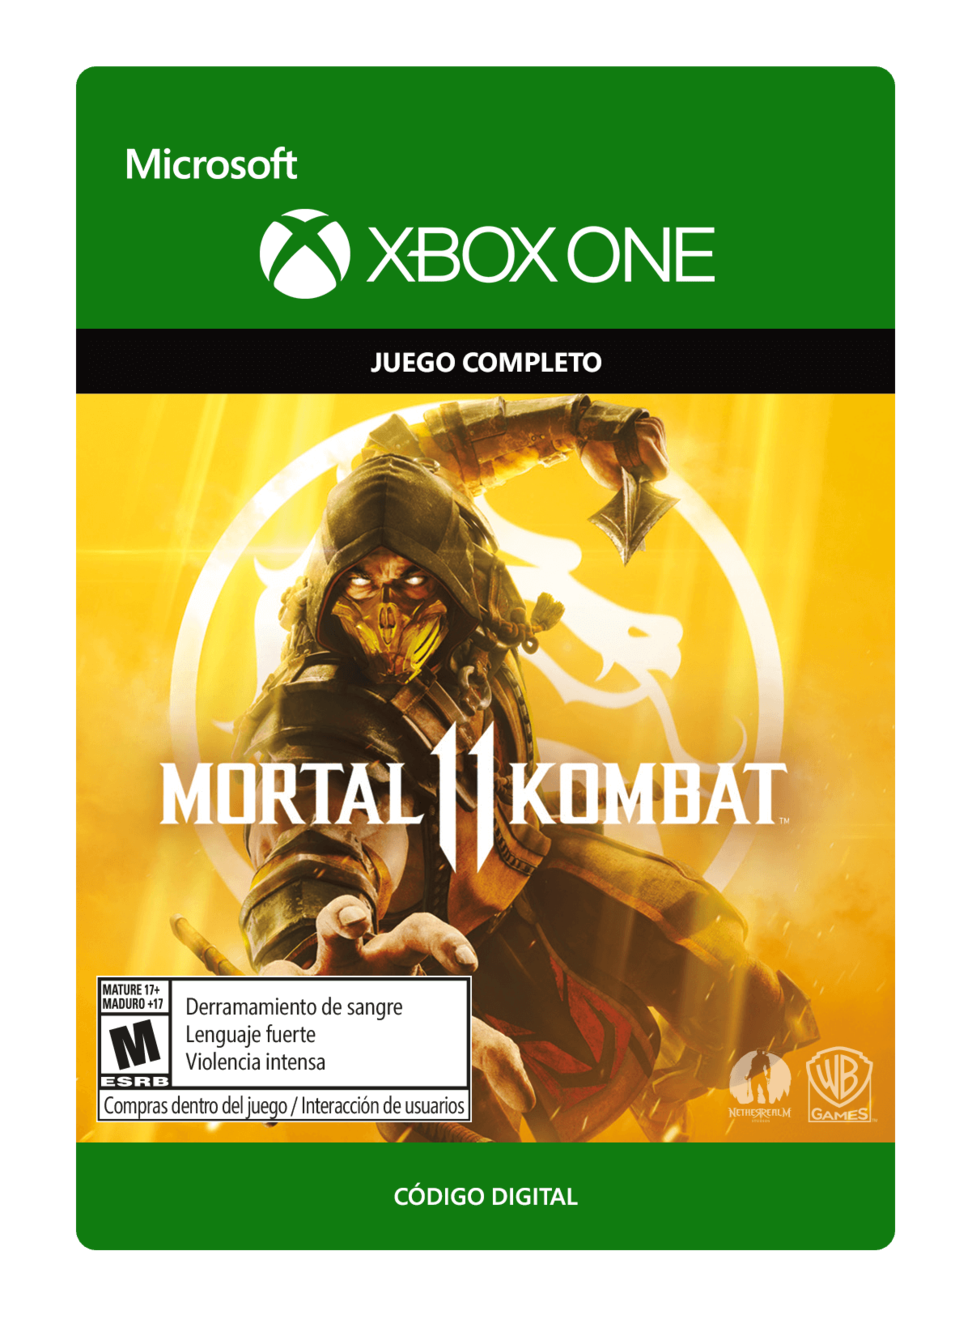 Microsoft
XBOX ONE
JUEGO COMPLETO
MORTAL 11 KOMBAT™
MATURE 17+
MADURO +17
M
ESRB
Derramamiento de sangre
Lenguaje fuerte
Violencia intensa
Compras dentro del juego / Interacción de usuarios
NETHERREALM
WB
GAMES
CÓDIGO DIGITAL